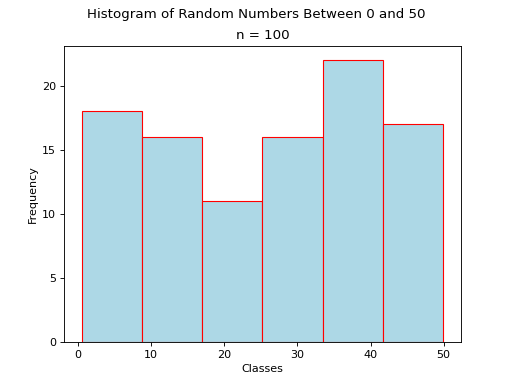 Histogram of Random Numbers Between 0 and 50
n = 100
20
15
10
5
0
Frequency
0 10 20 30 40 50
Classes